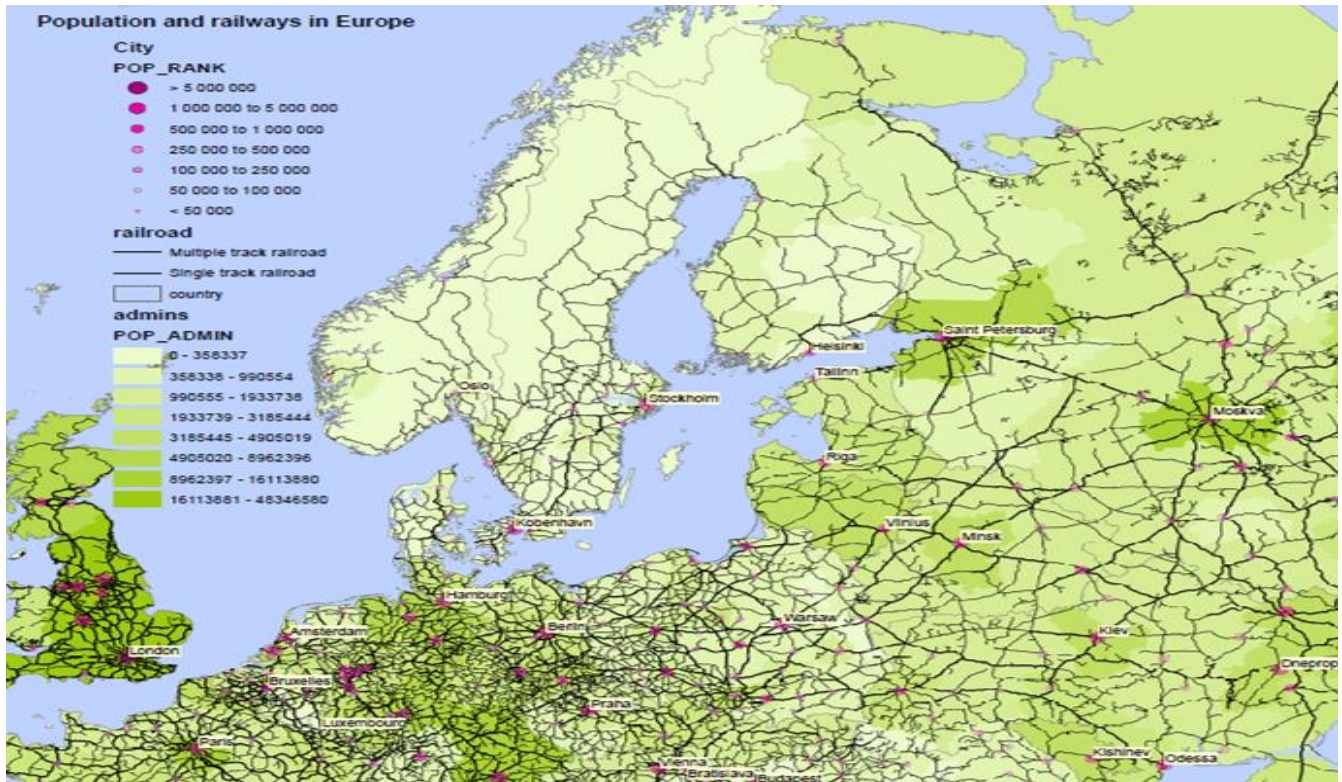 Population and railways in Europe
City
POP_RANK
> 5 000 000
1 000 000 to 5 000 000
500 000 to 1 000 000
250 000 to 500 000
100 000 to 250 000
50 000 to 100 000
< 50 000
railroad
Multiple track railroad
Single track railroad
country
admins
POP_ADMIN
0 - 358337
358338 - 990554
990555 - 1933738
1933739 - 3185444
3185445 - 4905019
4905020 - 8962396
8962397 - 16113880
16113881 - 48346580
Saint Petersburg
Helsinki
Tallinn
Oslo
Stockholm
Moskva
Riga
Kobenhavn
Vilnius
Minsk
Hamburg
Amsterdam
Berlin
Warsaw
Kiev
London
Bruxelles
Dneprop
Luxembourg
Praha
Paris
Kishinev
Odessa
Vienna
Bratislava
Budapest